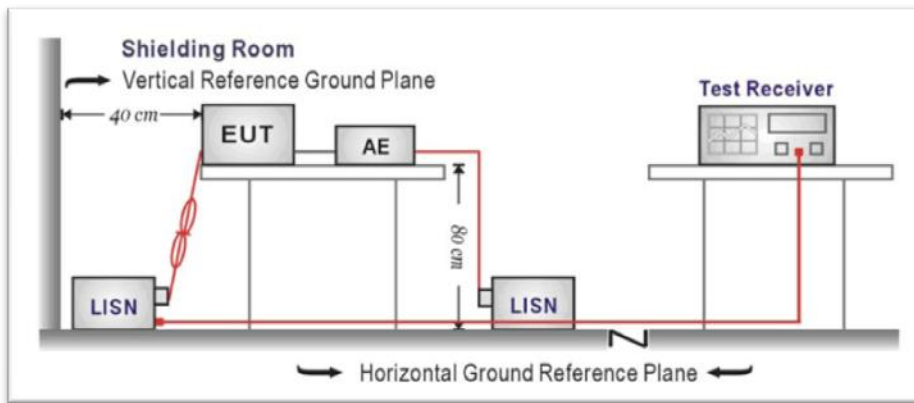 Shielding Room
Vertical Reference Ground Plane
40 cm
EUT
AE
Test Receiver
80 cm
LISN
LISN
Horizontal Ground Reference Plane